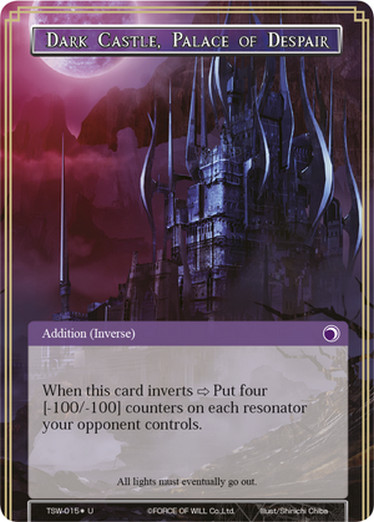 Dark Castle, Palace of Despair
Addition (Inverse)
When this card inverts ⇨ Put four
[-100/-100] counters on each resonator
your opponent controls.
All lights must eventually go out.
TSW-015♦ U ©FORCE OF WILL Co.,Ltd. Illust/Shinichi Chiba